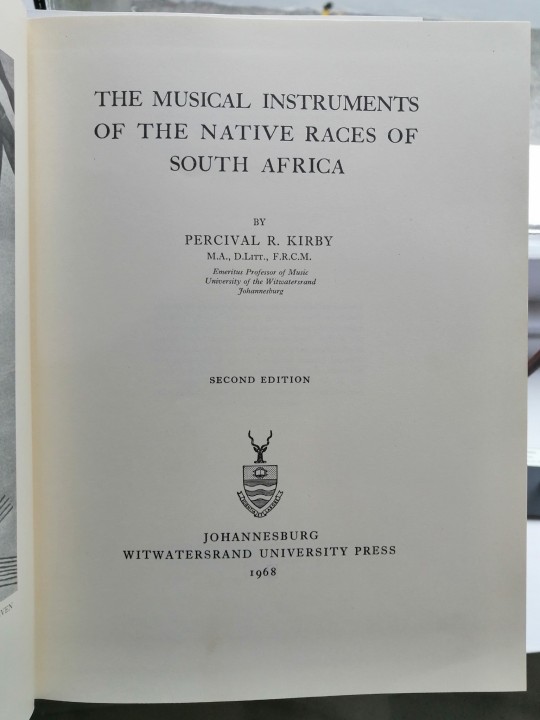 THE MUSICAL INSTRUMENTS
OF THE NATIVE RACES OF
SOUTH AFRICA
BY
PERCIVAL R. KIRBY
M.A., D.LITT., F.R.C.M.
Emeritus Professor of Music
University of the Witwatersrand
Johannesburg
SECOND EDITION
JOHANNESBURG
WITWATERSRAND UNIVERSITY PRESS
1968